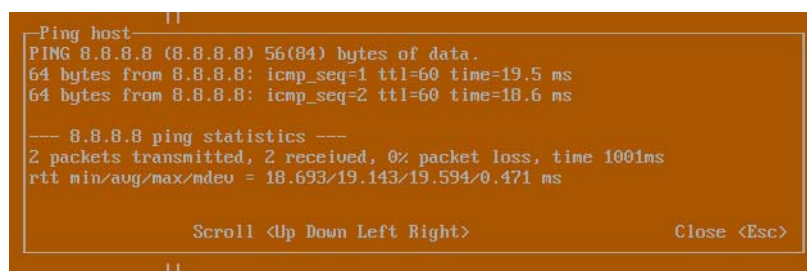 Ping host
PING 8.8.8.8 (8.8.8.8) 56(84) bytes of data.
64 bytes from 8.8.8.8: icmp_seq=1 ttl=60 time=19.5 ms
64 bytes from 8.8.8.8: icmp_seq=2 ttl=60 time=18.6 ms
--- 8.8.8.8 ping statistics ---
2 packets transmitted, 2 received, 0% packet loss, time 1001ms
rtt min/avg/max/mdev = 18.693/19.143/19.594/0.471 ms
Scroll <Up Down Left Right> Close <Esc>